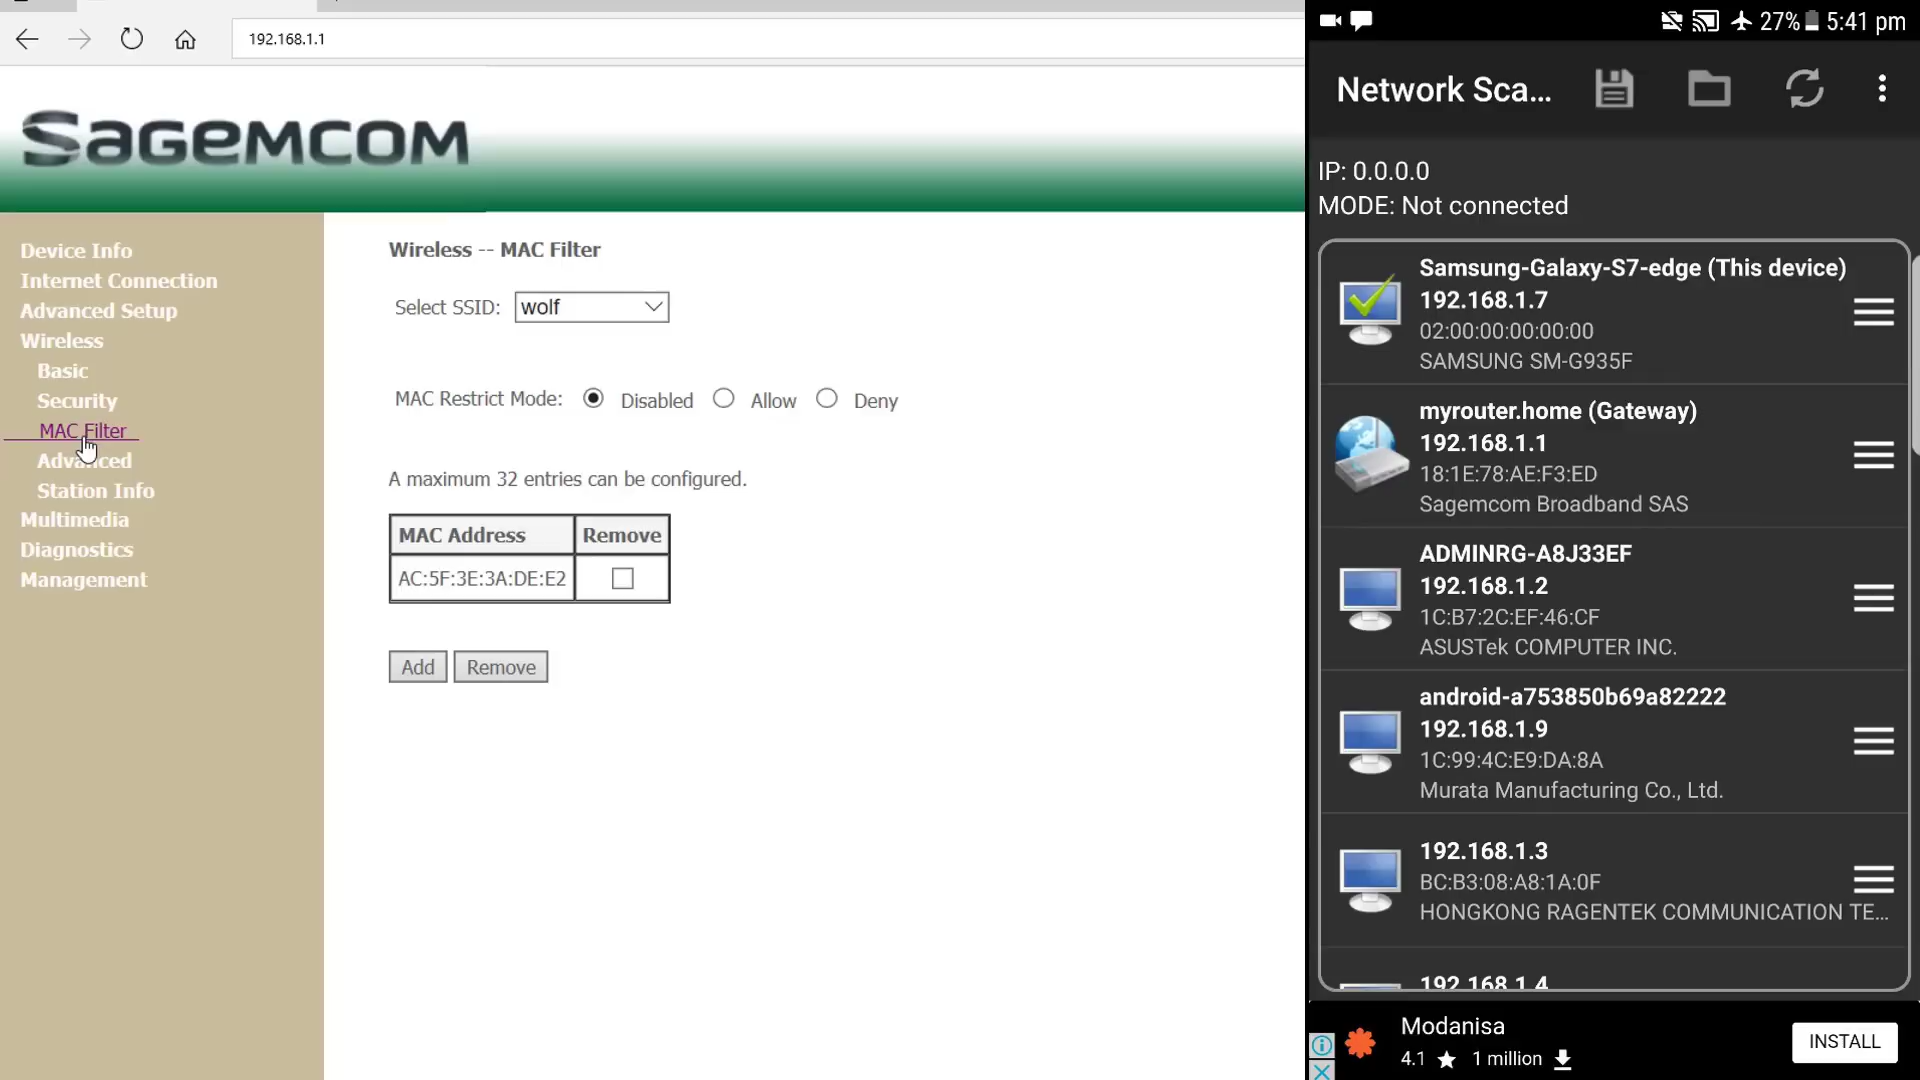 192.168.1.1
Sagemcom
Device Info
Internet Connection
Advanced Setup
Wireless
Basic
Security
MAC Filter
Advanced
Station Info
Multimedia
Diagnostics
Management
Wireless -- MAC Filter
Select SSID: wolf
MAC Restrict Mode: Disabled Allow Deny
A maximum 32 entries can be configured.
MAC Address Remove
AC:5F:3E:3A:DE:E2
Add Remove
27% 5:41 pm
Network Sca...
IP: 0.0.0.0
MODE: Not connected
Samsung-Galaxy-S7-edge (This device)
192.168.1.7
02:00:00:00:00:00
SAMSUNG SM-G935F
myrouter.home (Gateway)
192.168.1.1
18:1E:78:AE:F3:ED
Sagemcom Broadband SAS
ADMINRG-A8J33EF
192.168.1.2
1C:B7:2C:EF:46:CF
ASUSTek COMPUTER INC.
android-a753850b69a82222
192.168.1.9
1C:99:4C:E9:DA:8A
Murata Manufacturing Co., Ltd.
192.168.1.3
BC:B3:08:A8:1A:0F
HONGKONG RAGENTEK COMMUNICATION TE...
192.168.1.4
Modanisa
4.1 ★ 1 million
INSTALL